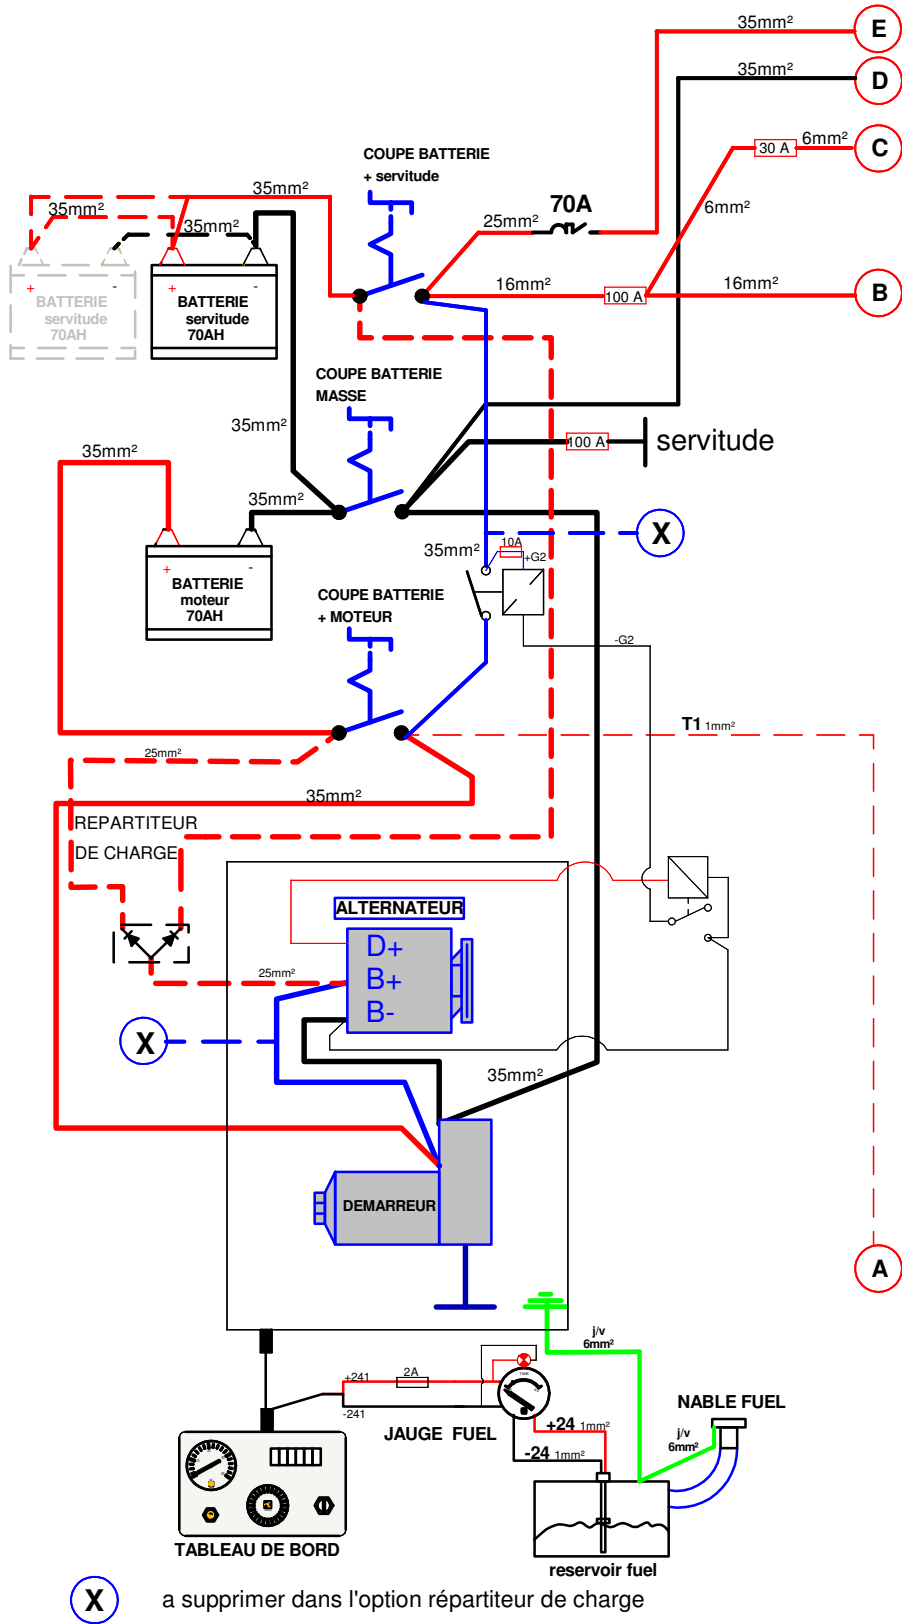 35mm²
E
35mm²
D
COUPE BATTERIE
+ servitude
30 A
6mm²
C
35mm²
35mm²
35mm²
25mm²
70A
6mm²
+ -
BATTERIE
servitude
70AH
+ -
BATTERIE
servitude
70AH
16mm²
100 A
16mm²
B
COUPE BATTERIE
MASSE
35mm²
100 A
servitude
35mm²
35mm²
X
35mm²
10A
+G2
+ -
BATTERIE
moteur
70AH
COUPE BATTERIE
+ MOTEUR
-G2
T1 1mm²
25mm²
35mm²
REPARTITEUR
DE CHARGE
ALTERNATEUR
D+
B+
B-
25mm²
X
35mm²
DEMARREUR
A
j/v
6mm²
+241
2A
-241
JAUGE FUEL
NABLE FUEL
+24 1mm²
j/v
6mm²
-24 1mm²
TABLEAU DE BORD
reservoir fuel
X a supprimer dans l'option répartiteur de charge